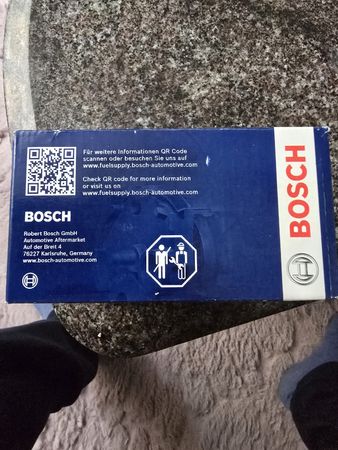 Für weitere Informationen QR Code
scannen oder besuchen Sie uns auf
www.fuelsupply.bosch-automotive.com
Check QR code for more information
or visit us on
www.fuelsupply.bosch-automotive.com
BOSCH
Robert Bosch GmbH
Automotive Aftermarket
Auf der Breit 4
76227 Karlsruhe, Germany
www.bosch-automotive.com
BOSCH